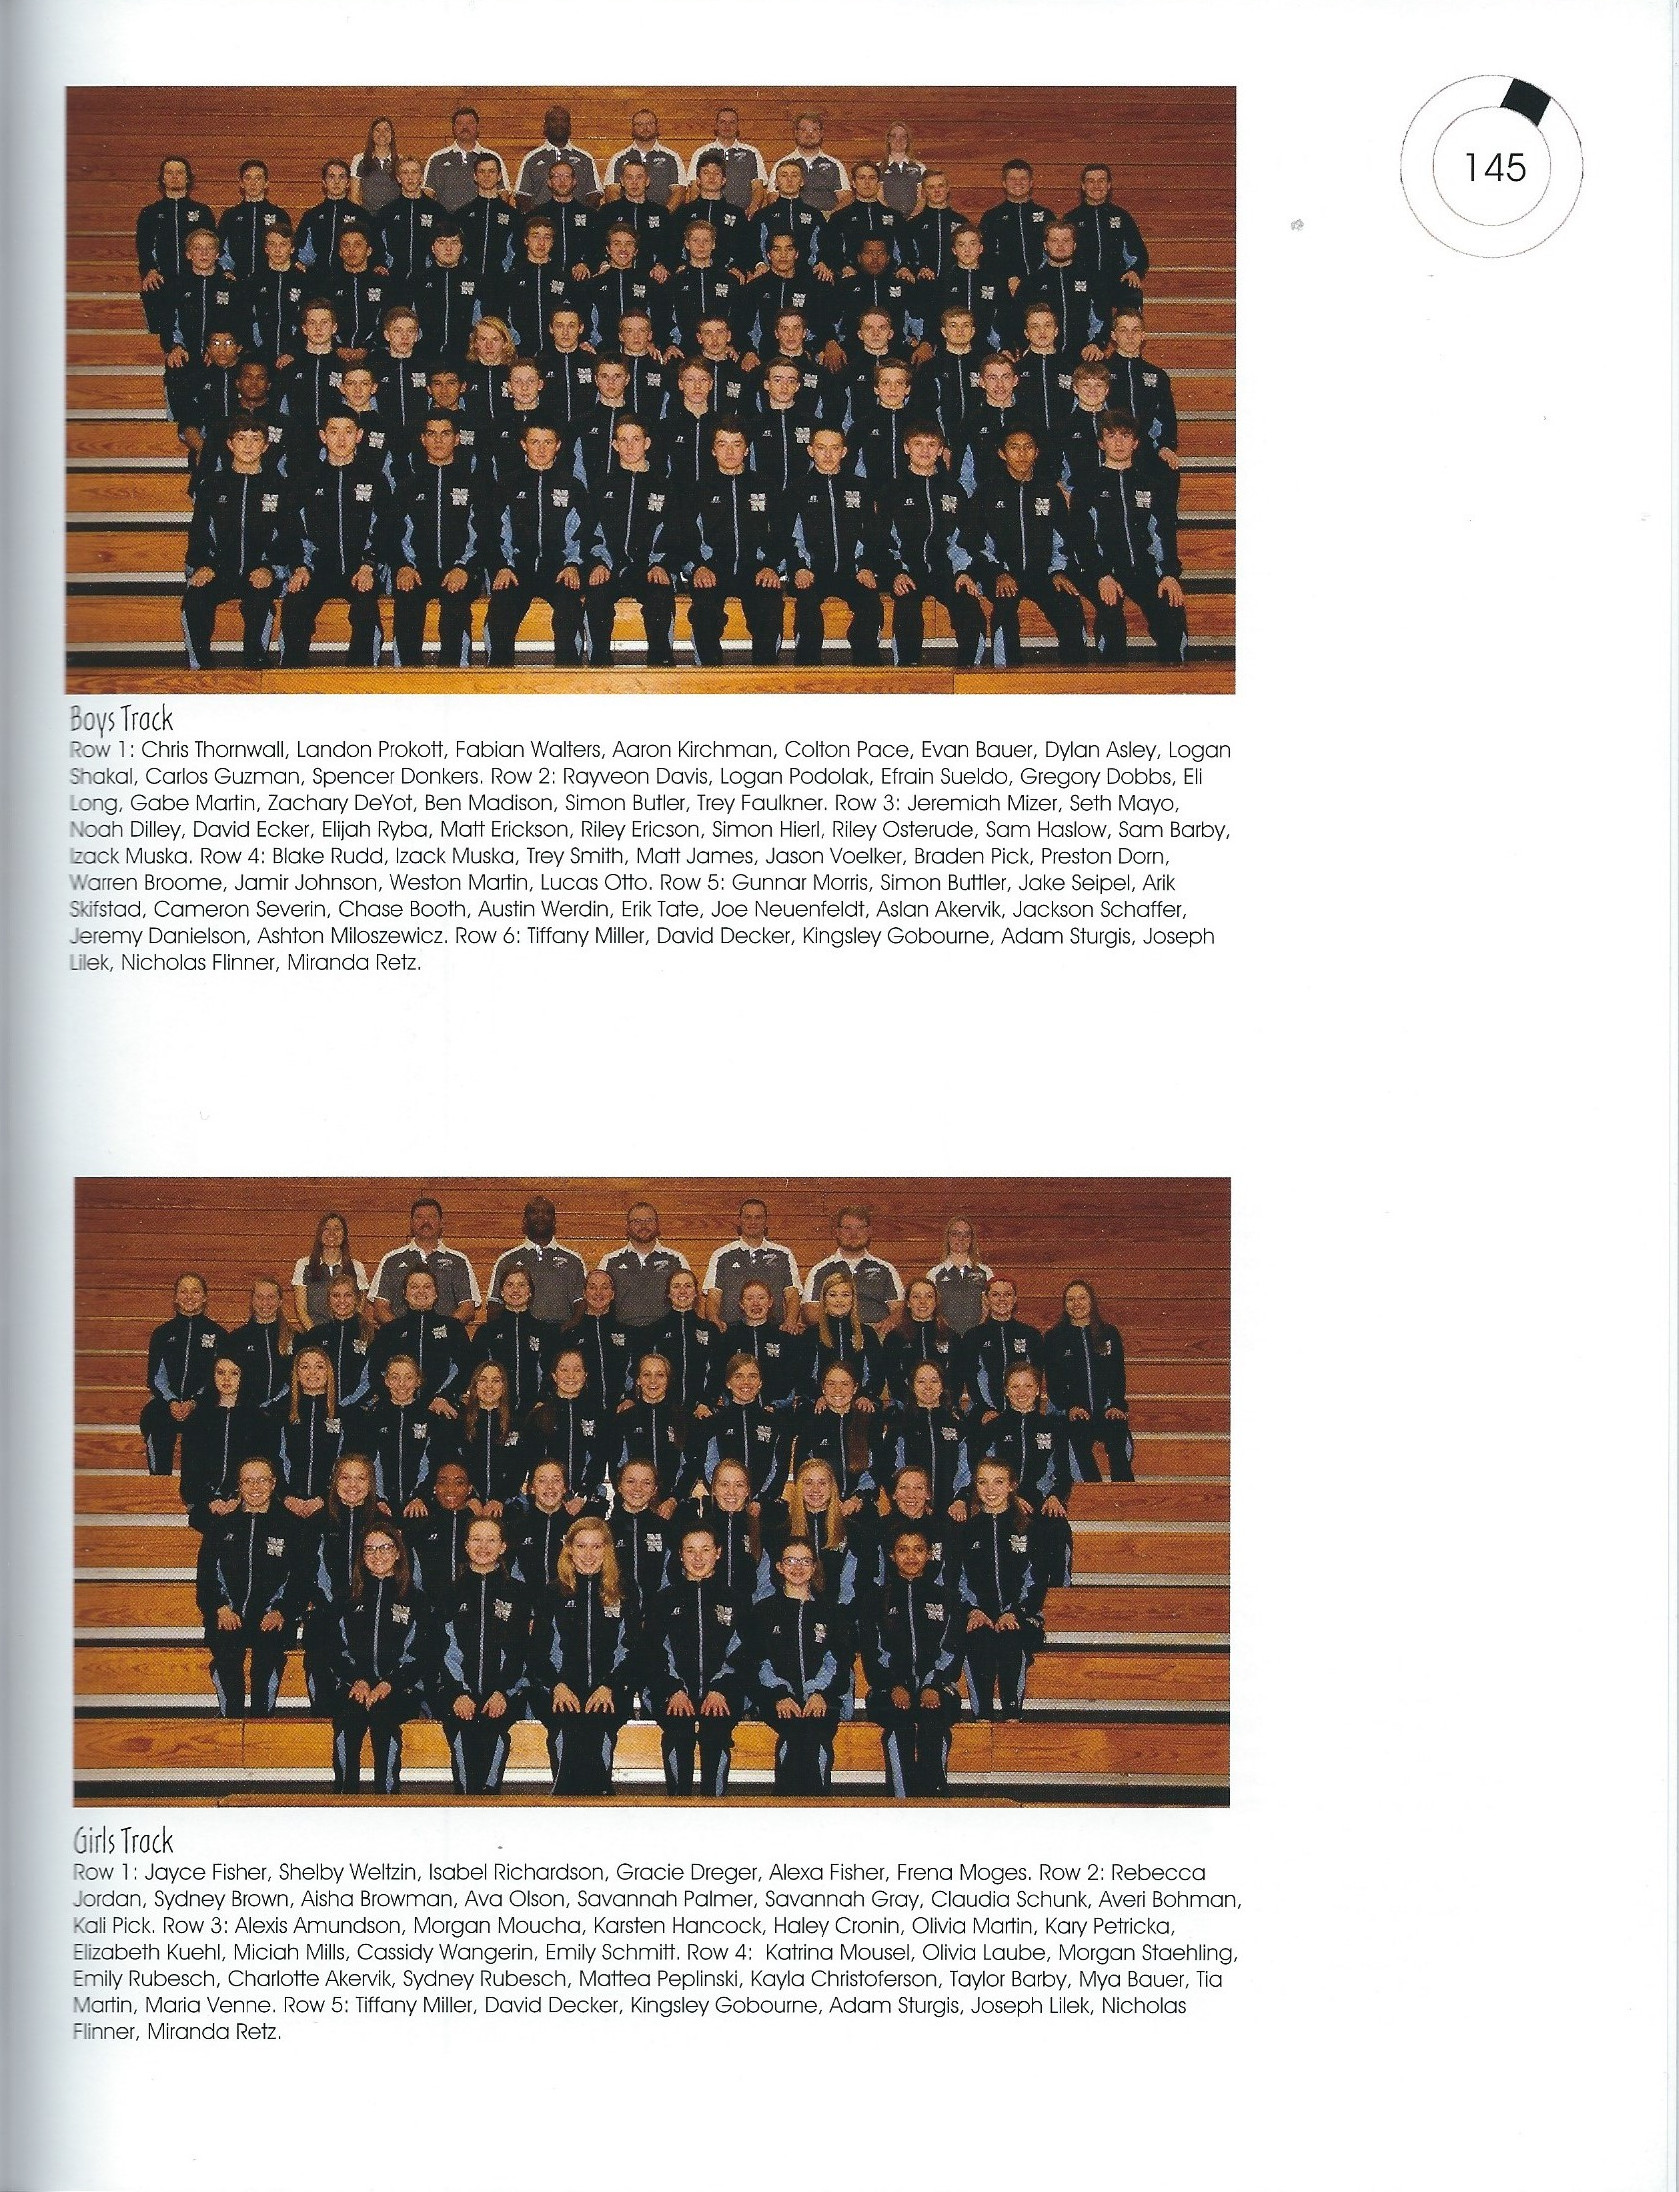 145
Boys Track
Row 1: Chris Thornwall, Landon Prokott, Fabian Walters, Aaron Kirchman, Colton Pace, Evan Bauer, Dylan Asley, Logan
Shakal, Carlos Guzman, Spencer Donkers. Row 2: Rayveon Davis, Logan Podolak, Efrain Sueldo, Gregory Dobbs, Eli
Long, Gabe Martin, Zachary DeYot, Ben Madison, Simon Butler, Trey Faulkner. Row 3: Jeremiah Mizer, Seth Mayo,
Noah Dilley, David Ecker, Elijah Ryba, Matt Erickson, Riley Ericson, Simon Hierl, Riley Osterude, Sam Haslow, Sam Barby,
Izack Muska. Row 4: Blake Rudd, Izack Muska, Trey Smith, Matt James, Jason Voelker, Braden Pick, Preston Dorn,
Warren Broome, Jamir Johnson, Weston Martin, Lucas Otto. Row 5: Gunnar Morris, Simon Buttler, Jake Seipel, Arik
Skifstad, Cameron Severin, Chase Booth, Austin Werdin, Erik Tate, Joe Neuenfeldt, Aslan Akervik, Jackson Schaffer,
Jeremy Danielson, Ashton Miloszewicz. Row 6: Tiffany Miller, David Decker, Kingsley Gobourne, Adam Sturgis, Joseph
Lilek, Nicholas Flinner, Miranda Retz.
Girls Track
Row 1: Jayce Fisher, Shelby Weltzin, Isabel Richardson, Gracie Dreger, Alexa Fisher, Frena Moges. Row 2: Rebecca
Jordan, Sydney Brown, Aisha Browman, Ava Olson, Savannah Palmer, Savannah Gray, Claudia Schunk, Averi Bohman,
Kali Pick. Row 3: Alexis Amundson, Morgan Moucha, Karsten Hancock, Haley Cronin, Olivia Martin, Kary Petricka,
Elizabeth Kuehl, Miciah Mills, Cassidy Wangerin, Emily Schmitt. Row 4: Katrina Mousel, Olivia Laube, Morgan Staehling,
Emily Rubesch, Charlotte Akervik, Sydney Rubesch, Mattea Peplinski, Kayla Christoferson, Taylor Barby, Mya Bauer, Tia
Martin, Maria Venne. Row 5: Tiffany Miller, David Decker, Kingsley Gobourne, Adam Sturgis, Joseph Lilek, Nicholas
Flinner, Miranda Retz.